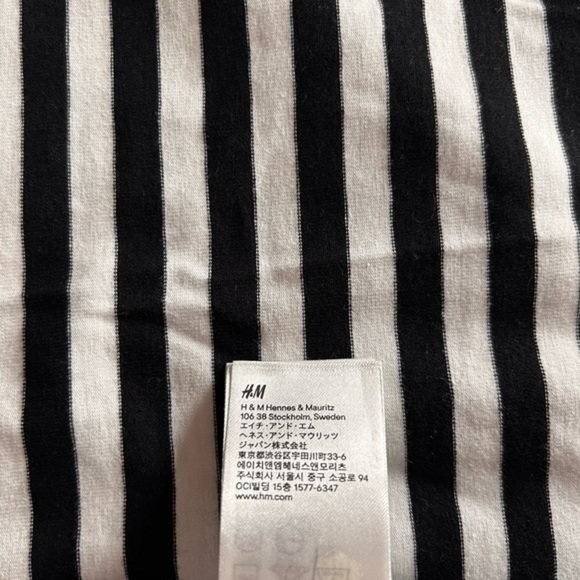 H&M
H & M Hennes & Mauritz
106 38 Stockholm, Sweden
エイチ・アンド・エム
ヘネス・アンド・マウリッツ
ジャパン株式会社
東京都渋谷区宇田川町33-6
에이치앤엠헤네스앤모리츠
주식회사 서울시 중구 소공로 94
OCI빌딩 15층 1577-6347
www.hm.com